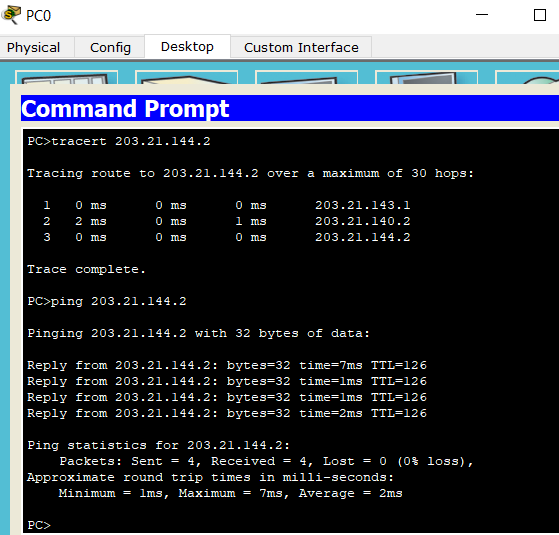 PC0
Physical Config Desktop Custom Interface
Command Prompt
PC>tracert 203.21.144.2
Tracing route to 203.21.144.2 over a maximum of 30 hops:
1 0 ms 0 ms 0 ms 203.21.143.1
2 2 ms 0 ms 1 ms 203.21.140.2
3 0 ms 0 ms 0 ms 203.21.144.2
Trace complete.
PC>ping 203.21.144.2
Pinging 203.21.144.2 with 32 bytes of data:
Reply from 203.21.144.2: bytes=32 time=7ms TTL=126
Reply from 203.21.144.2: bytes=32 time=1ms TTL=126
Reply from 203.21.144.2: bytes=32 time=1ms TTL=126
Reply from 203.21.144.2: bytes=32 time=2ms TTL=126
Ping statistics for 203.21.144.2:
Packets: Sent = 4, Received = 4, Lost = 0 (0% loss),
Approximate round trip times in milli-seconds:
Minimum = 1ms, Maximum = 7ms, Average = 2ms
PC>